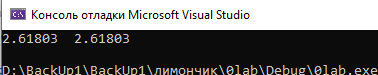 Консоль отладки Microsoft Visual Studio
2.61803 2.61803
D:\BackUp1\BackUp1\лимончик\0lab\Debug\0lab.exe